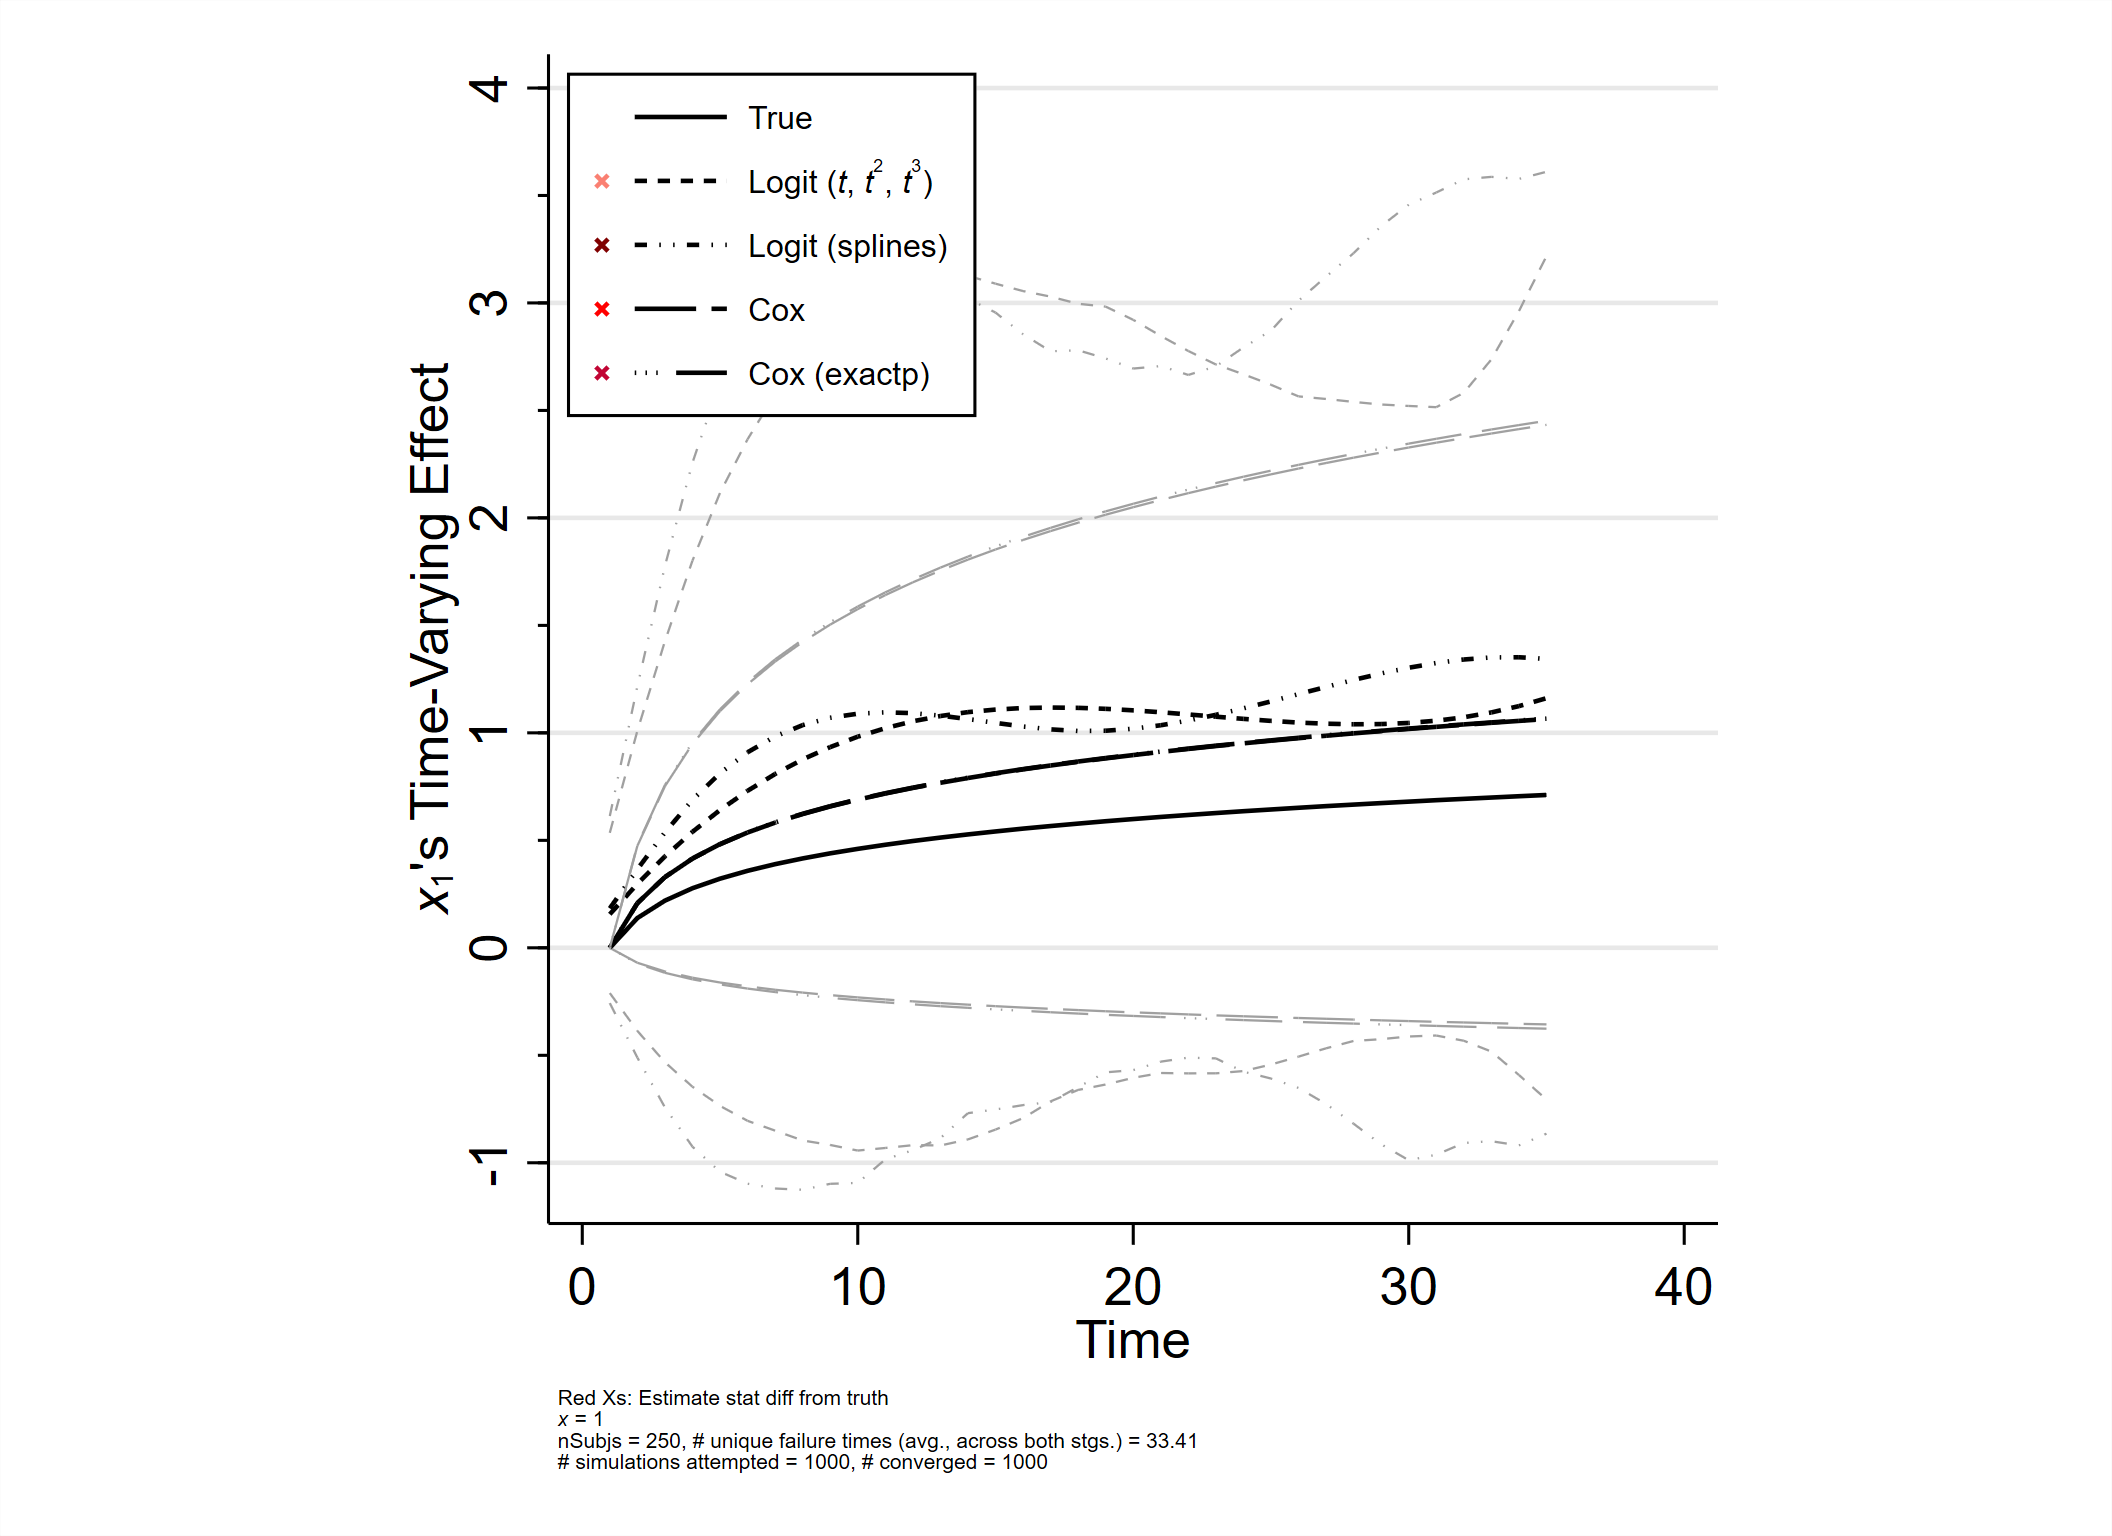 4
3
2
1
0
-1
x₁'s Time-Varying Effect
True
Logit (t, t², t³)
Logit (splines)
Cox
Cox (exactp)
0 10 20 30 40
Time
Red Xs: Estimate stat diff from truth
x = 1
nSubjs = 250, # unique failure times (avg., across both stgs.) = 33.41
# simulations attempted = 1000, # converged = 1000